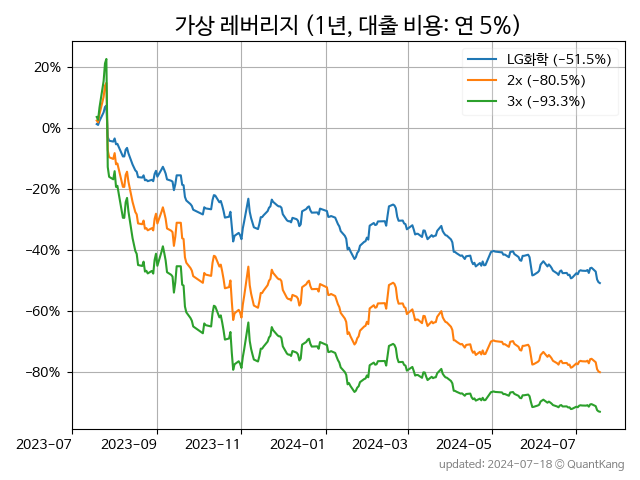 가상 레버리지 (1년, 대출 비용: 연 5%)
LG화학 (-51.5%)
2x (-80.5%)
3x (-93.3%)
20%
0%
-20%
-40%
-60%
-80%
2023-07 2023-09 2023-11 2024-01 2024-03 2024-05 2024-07
updated: 2024-07-18 © QuantKang